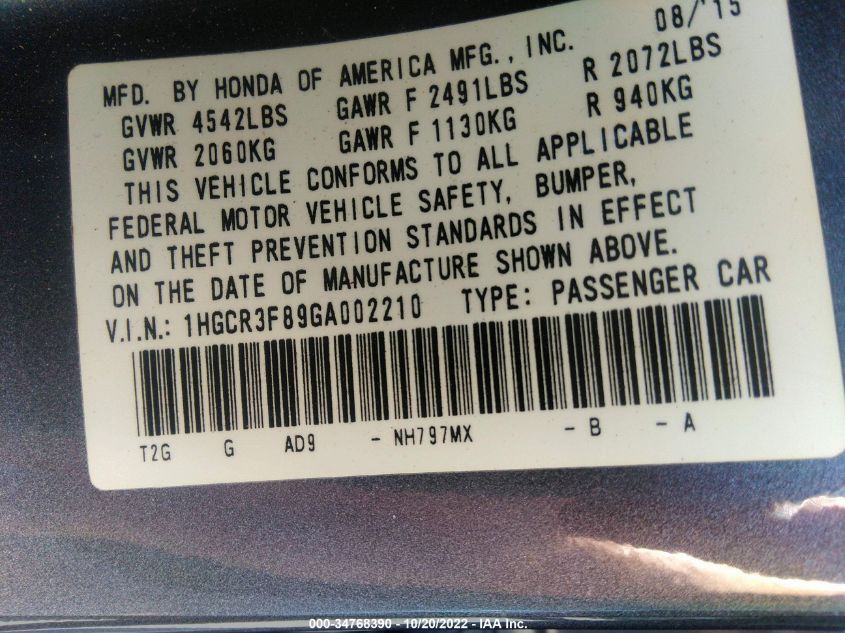 08/'15
MFD. BY HONDA OF AMERICA MFG., INC.
GVWR 4542LBS GAWR F 2491LBS R 2072LBS
GVWR 2060KG GAWR F 1130KG R 940KG
THIS VEHICLE CONFORMS TO ALL APPLICABLE
FEDERAL MOTOR VEHICLE SAFETY, BUMPER,
AND THEFT PREVENTION STANDARDS IN EFFECT
ON THE DATE OF MANUFACTURE SHOWN ABOVE.
V.I.N.: 1HGCR3F89GA002210 TYPE: PASSENGER CAR
T2G G AD9 - NH797MX - B - A
000-34768390 - 10/20/2022 - IAA Inc.